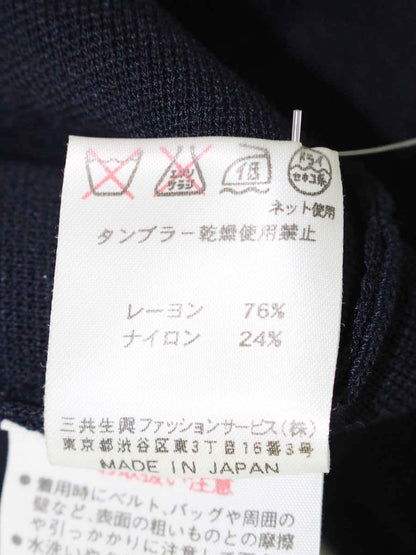 エンソ サラシ
低
ドライ
セキユ系
ネット使用
タンブラー乾燥使用禁止
レーヨン 76%
ナイロン 24%
三共生興ファッションサービス(株)
東京都渋谷区東3丁目16番3号
MADE IN JAPAN
お取扱い注意
●着用時にベルト、バッグや周囲の
壁など、表面の粗いものとの摩擦
や引っかかりに注意